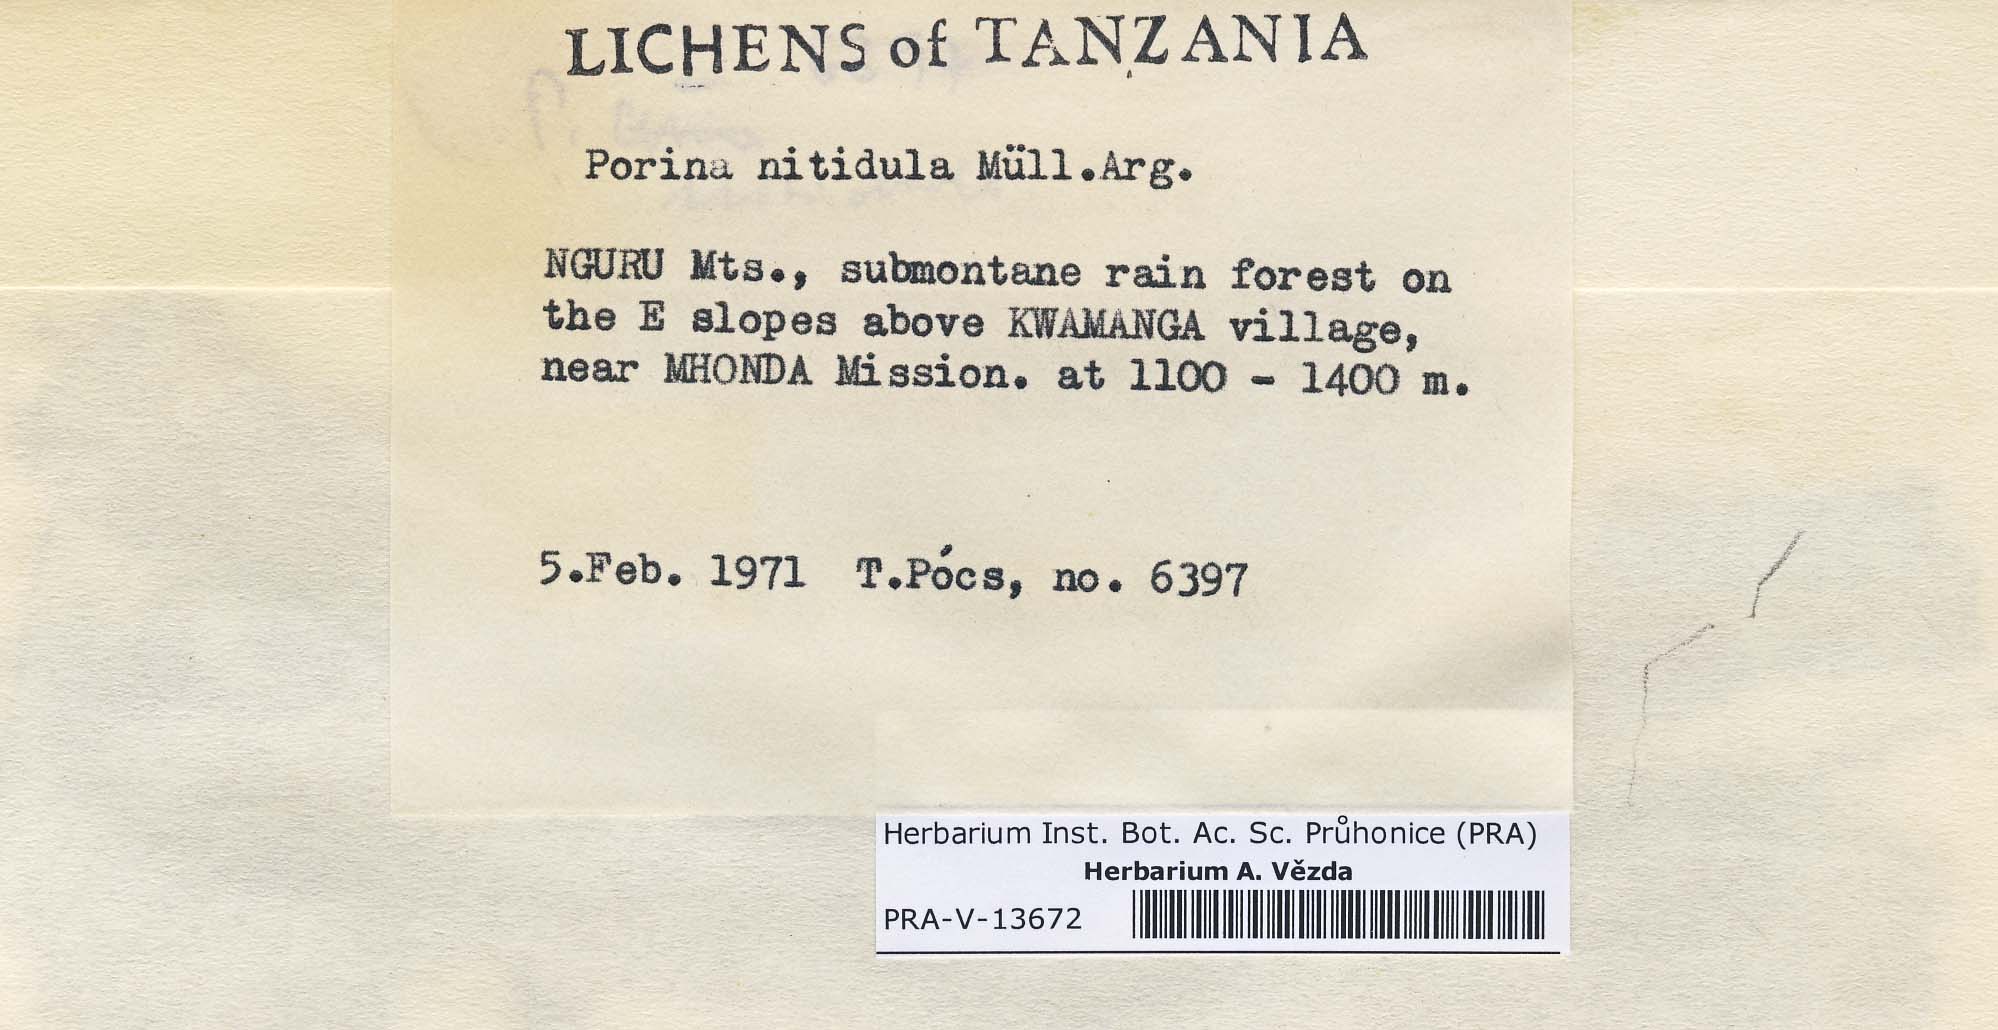 LICHENS of TANZANIA
Porina nitidula Müll.Arg.
NGURU Mts., submontane rain forest on
the E slopes above KWAMANGA village,
near MHONDA Mission. at 1100 - 1400 m.
5.Feb. 1971 T.Pócs, no. 6397
Herbarium Inst. Bot. Ac. Sc. Průhonice (PRA)
Herbarium A. Vězda
PRA-V-13672